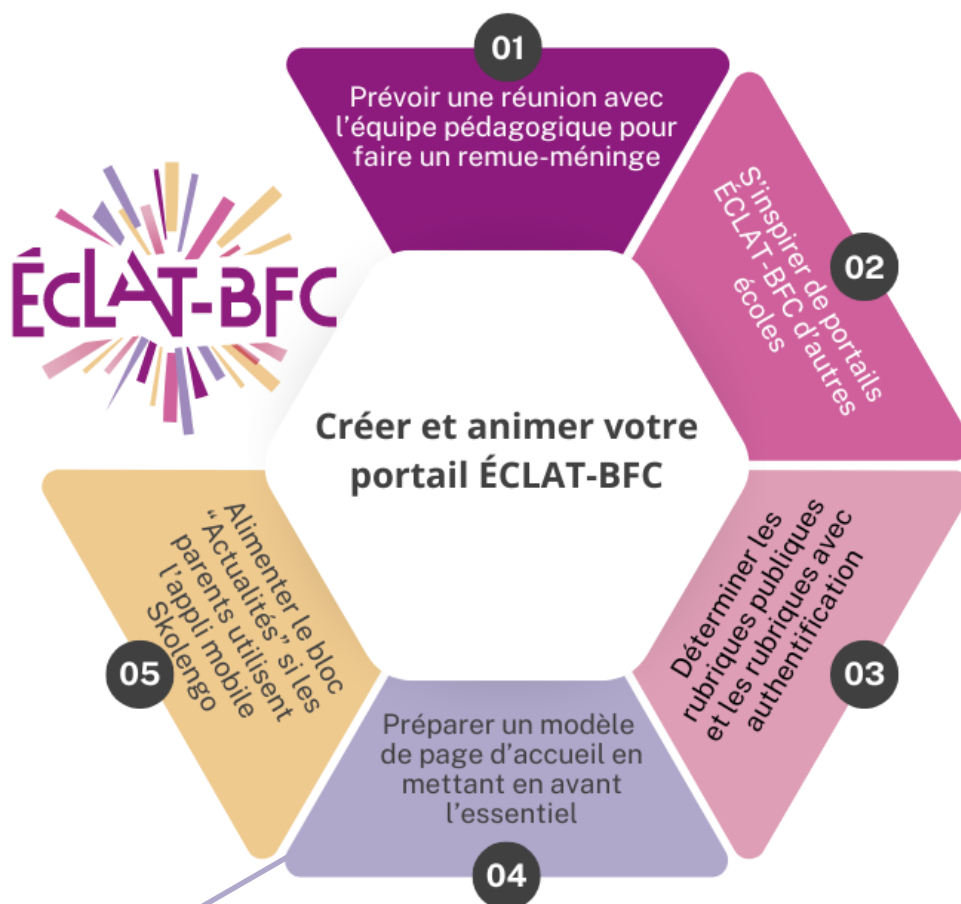 01
Prévoir une réunion avec
l'équipe pédagogique pour
faire un remue-méninge
ÉCLAT-BFC
02
S'inspirer de portails
ÉCLAT-BFC d'autres
écoles
Créer et animer votre
portail ÉCLAT-BFC
03
Déterminer les
rubriques publiques
et les rubriques avec
authentification
04
Préparer un modèle
de page d'accueil en
mettant en avant
l'essentiel
05
Alimenter le bloc
“Actualités” si les
parents utilisent
l'appli mobile
Skolengo